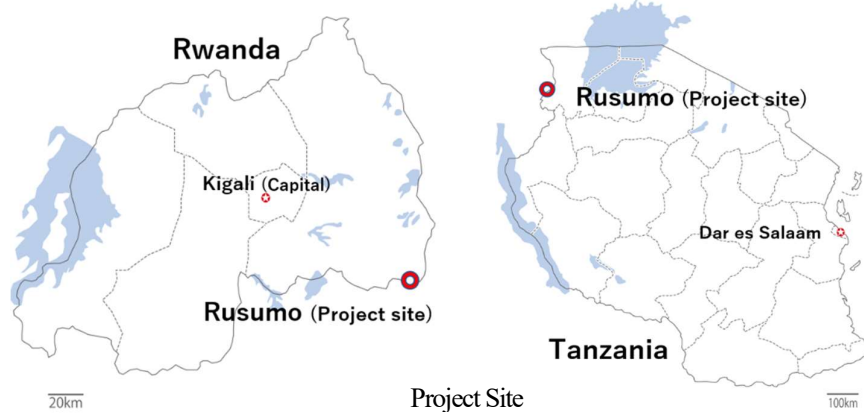 Rwanda
Kigali (Capital)
Rusumo (Project site)
20km
Rusumo (Project site)
Dar es Salaam
Tanzania
100km
Project Site